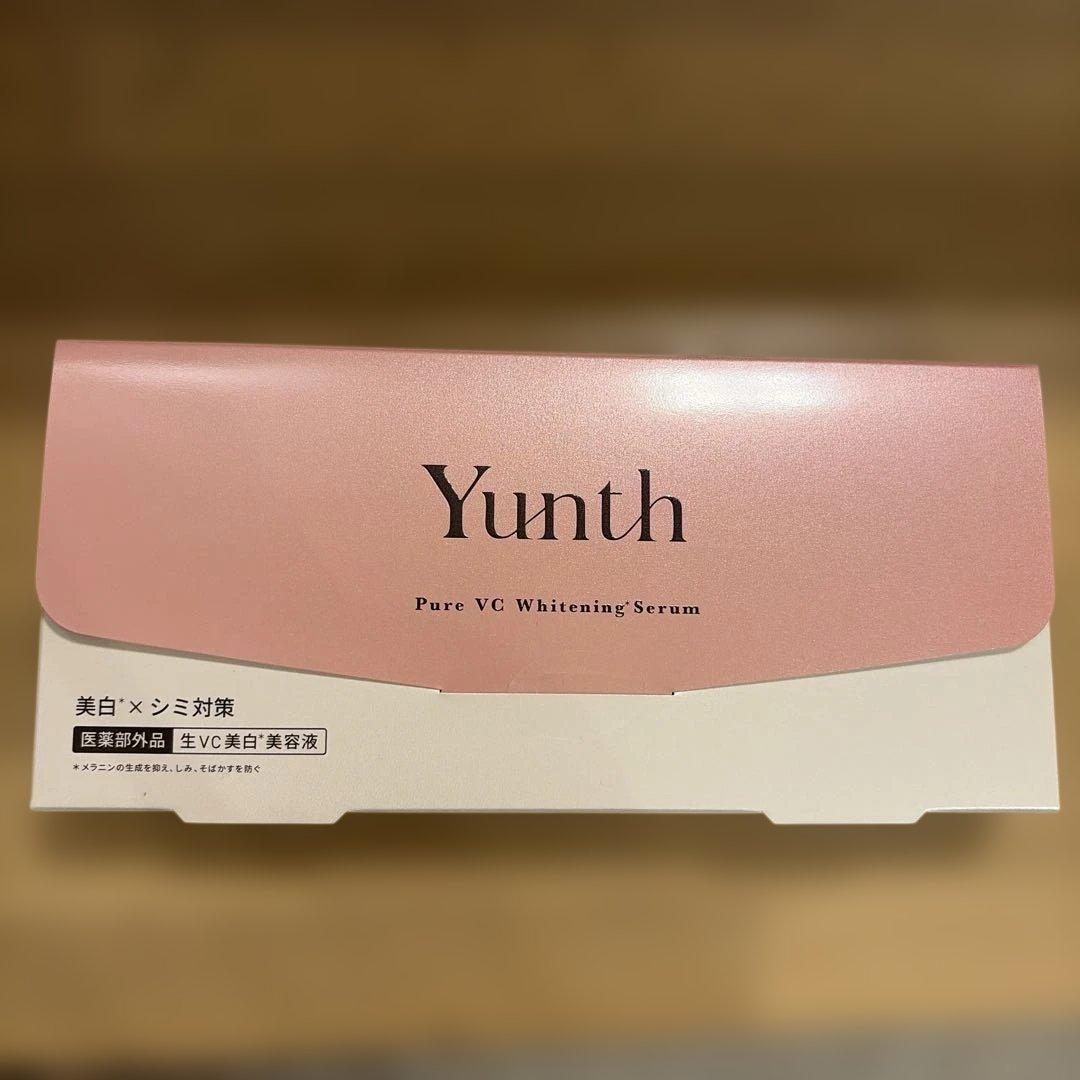 Yunth
Pure VC Whitening*Serum
美白*×シミ対策
医薬部外品 生VC美白*美容液
*メラニンの生成を抑え、しみ、そばかすを防ぐ